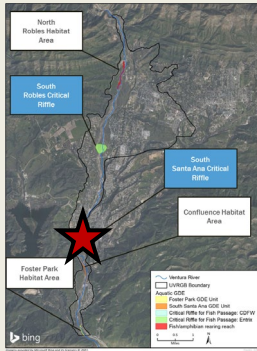 North
Robles Habitat
Area
South
Robles Critical
Riffle
South
Santa Ana Critical
Riffle
Confluence Habitat
Area
Foster Park
Habitat Area
Ventura River
UVRGB Boundary
Aquatic GDE
Foster Park GDE Unit
South Santa Ana GDE Unit
Critical Riffle for Fish Passage: CDFW
Critical Riffle for Fish Passage: Entrix
Fish/amphibian rearing reach
bing
Miles
N